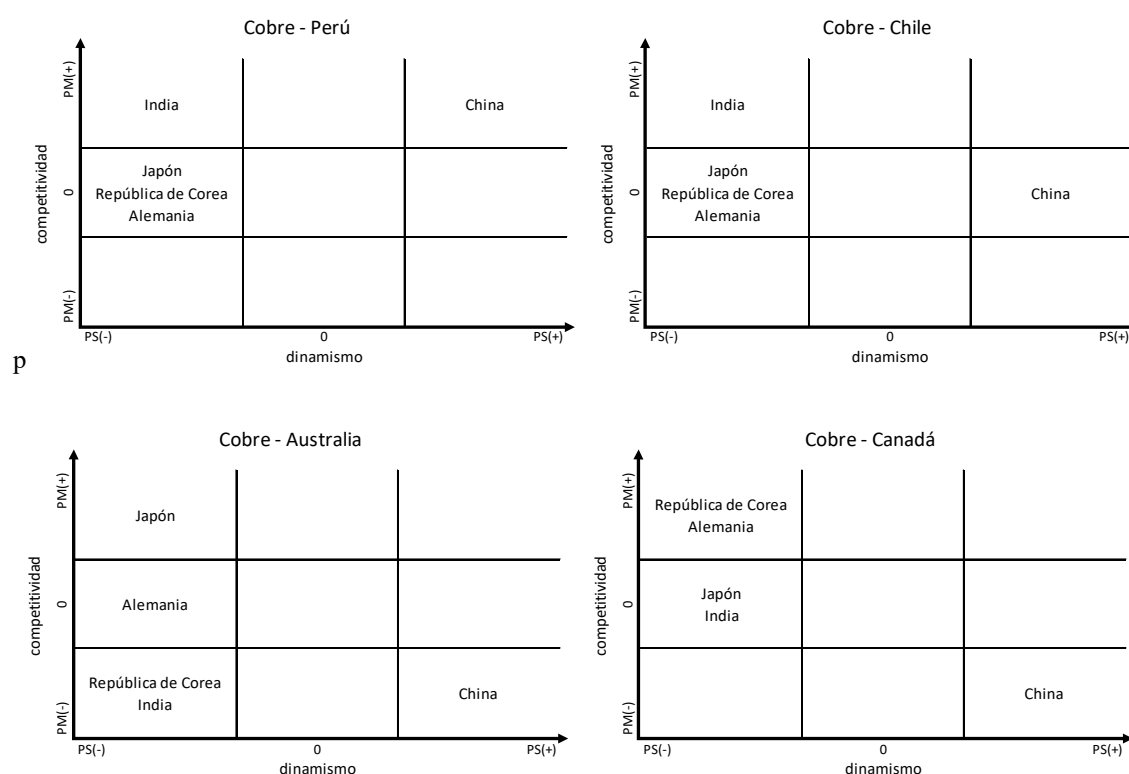 Cobre - Perú
PM(+)
India
China
competitividad
0
Japón
República de Corea
Alemania
PM(-)
PS(-)
0
PS(+)
dinamismo
Cobre - Chile
PM(+)
India
competitividad
0
Japón
República de Corea
Alemania
China
PM(-)
PS(-)
0
PS(+)
dinamismo
p
Cobre - Australia
PM(+)
Japón
competitividad
0
Alemania
República de Corea
India
China
PM(-)
PS(-)
0
PS(+)
dinamismo
Cobre - Canadá
PM(+)
República de Corea
Alemania
competitividad
0
Japón
India
China
PM(-)
PS(-)
0
PS(+)
dinamismo